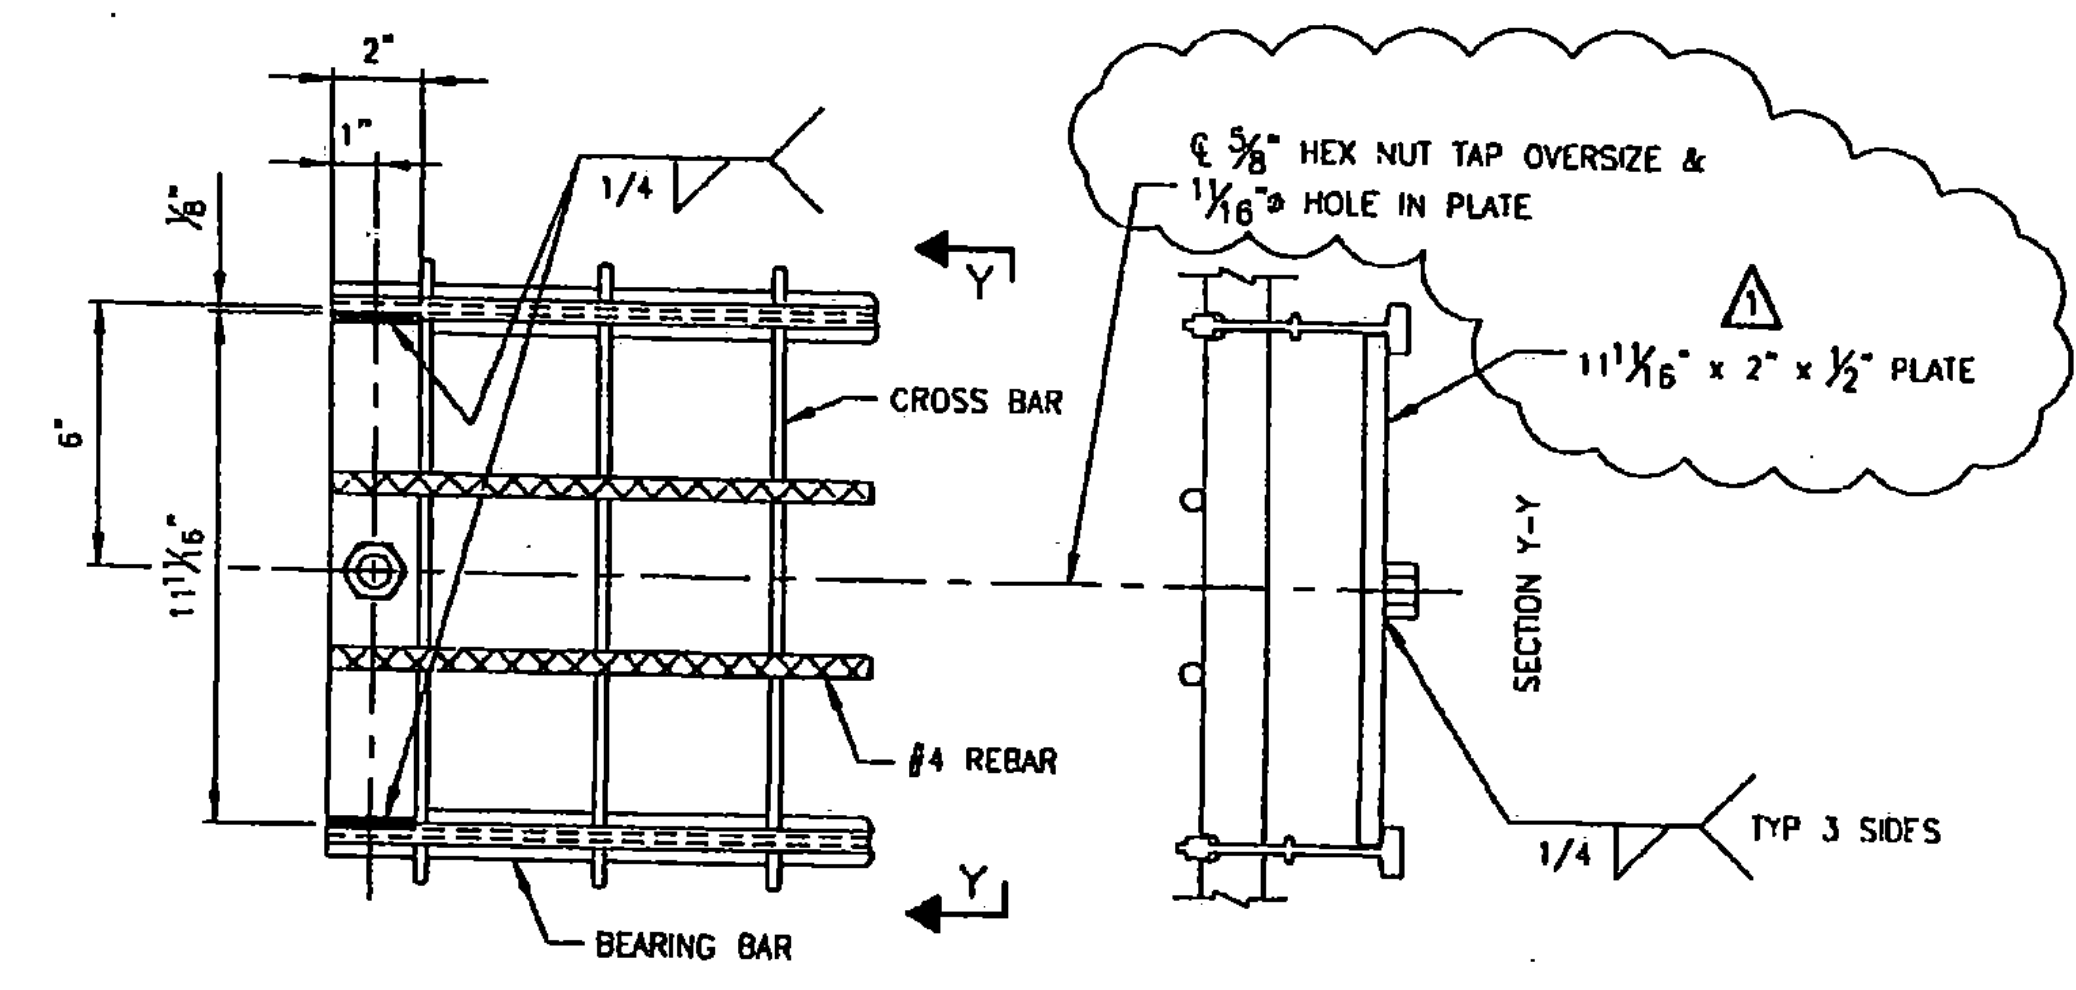 2"
1"
1/8"
1/4
℄ 5/8" HEX NUT TAP OVERSIZE &
11/16"ø HOLE IN PLATE
Y
1
11 11/16" x 2" x 1/2" PLATE
CROSS BAR
6"
11 11/16"
SECTION Y-Y
#4 REBAR
1/4
TYP 3 SIDES
Y
BEARING BAR